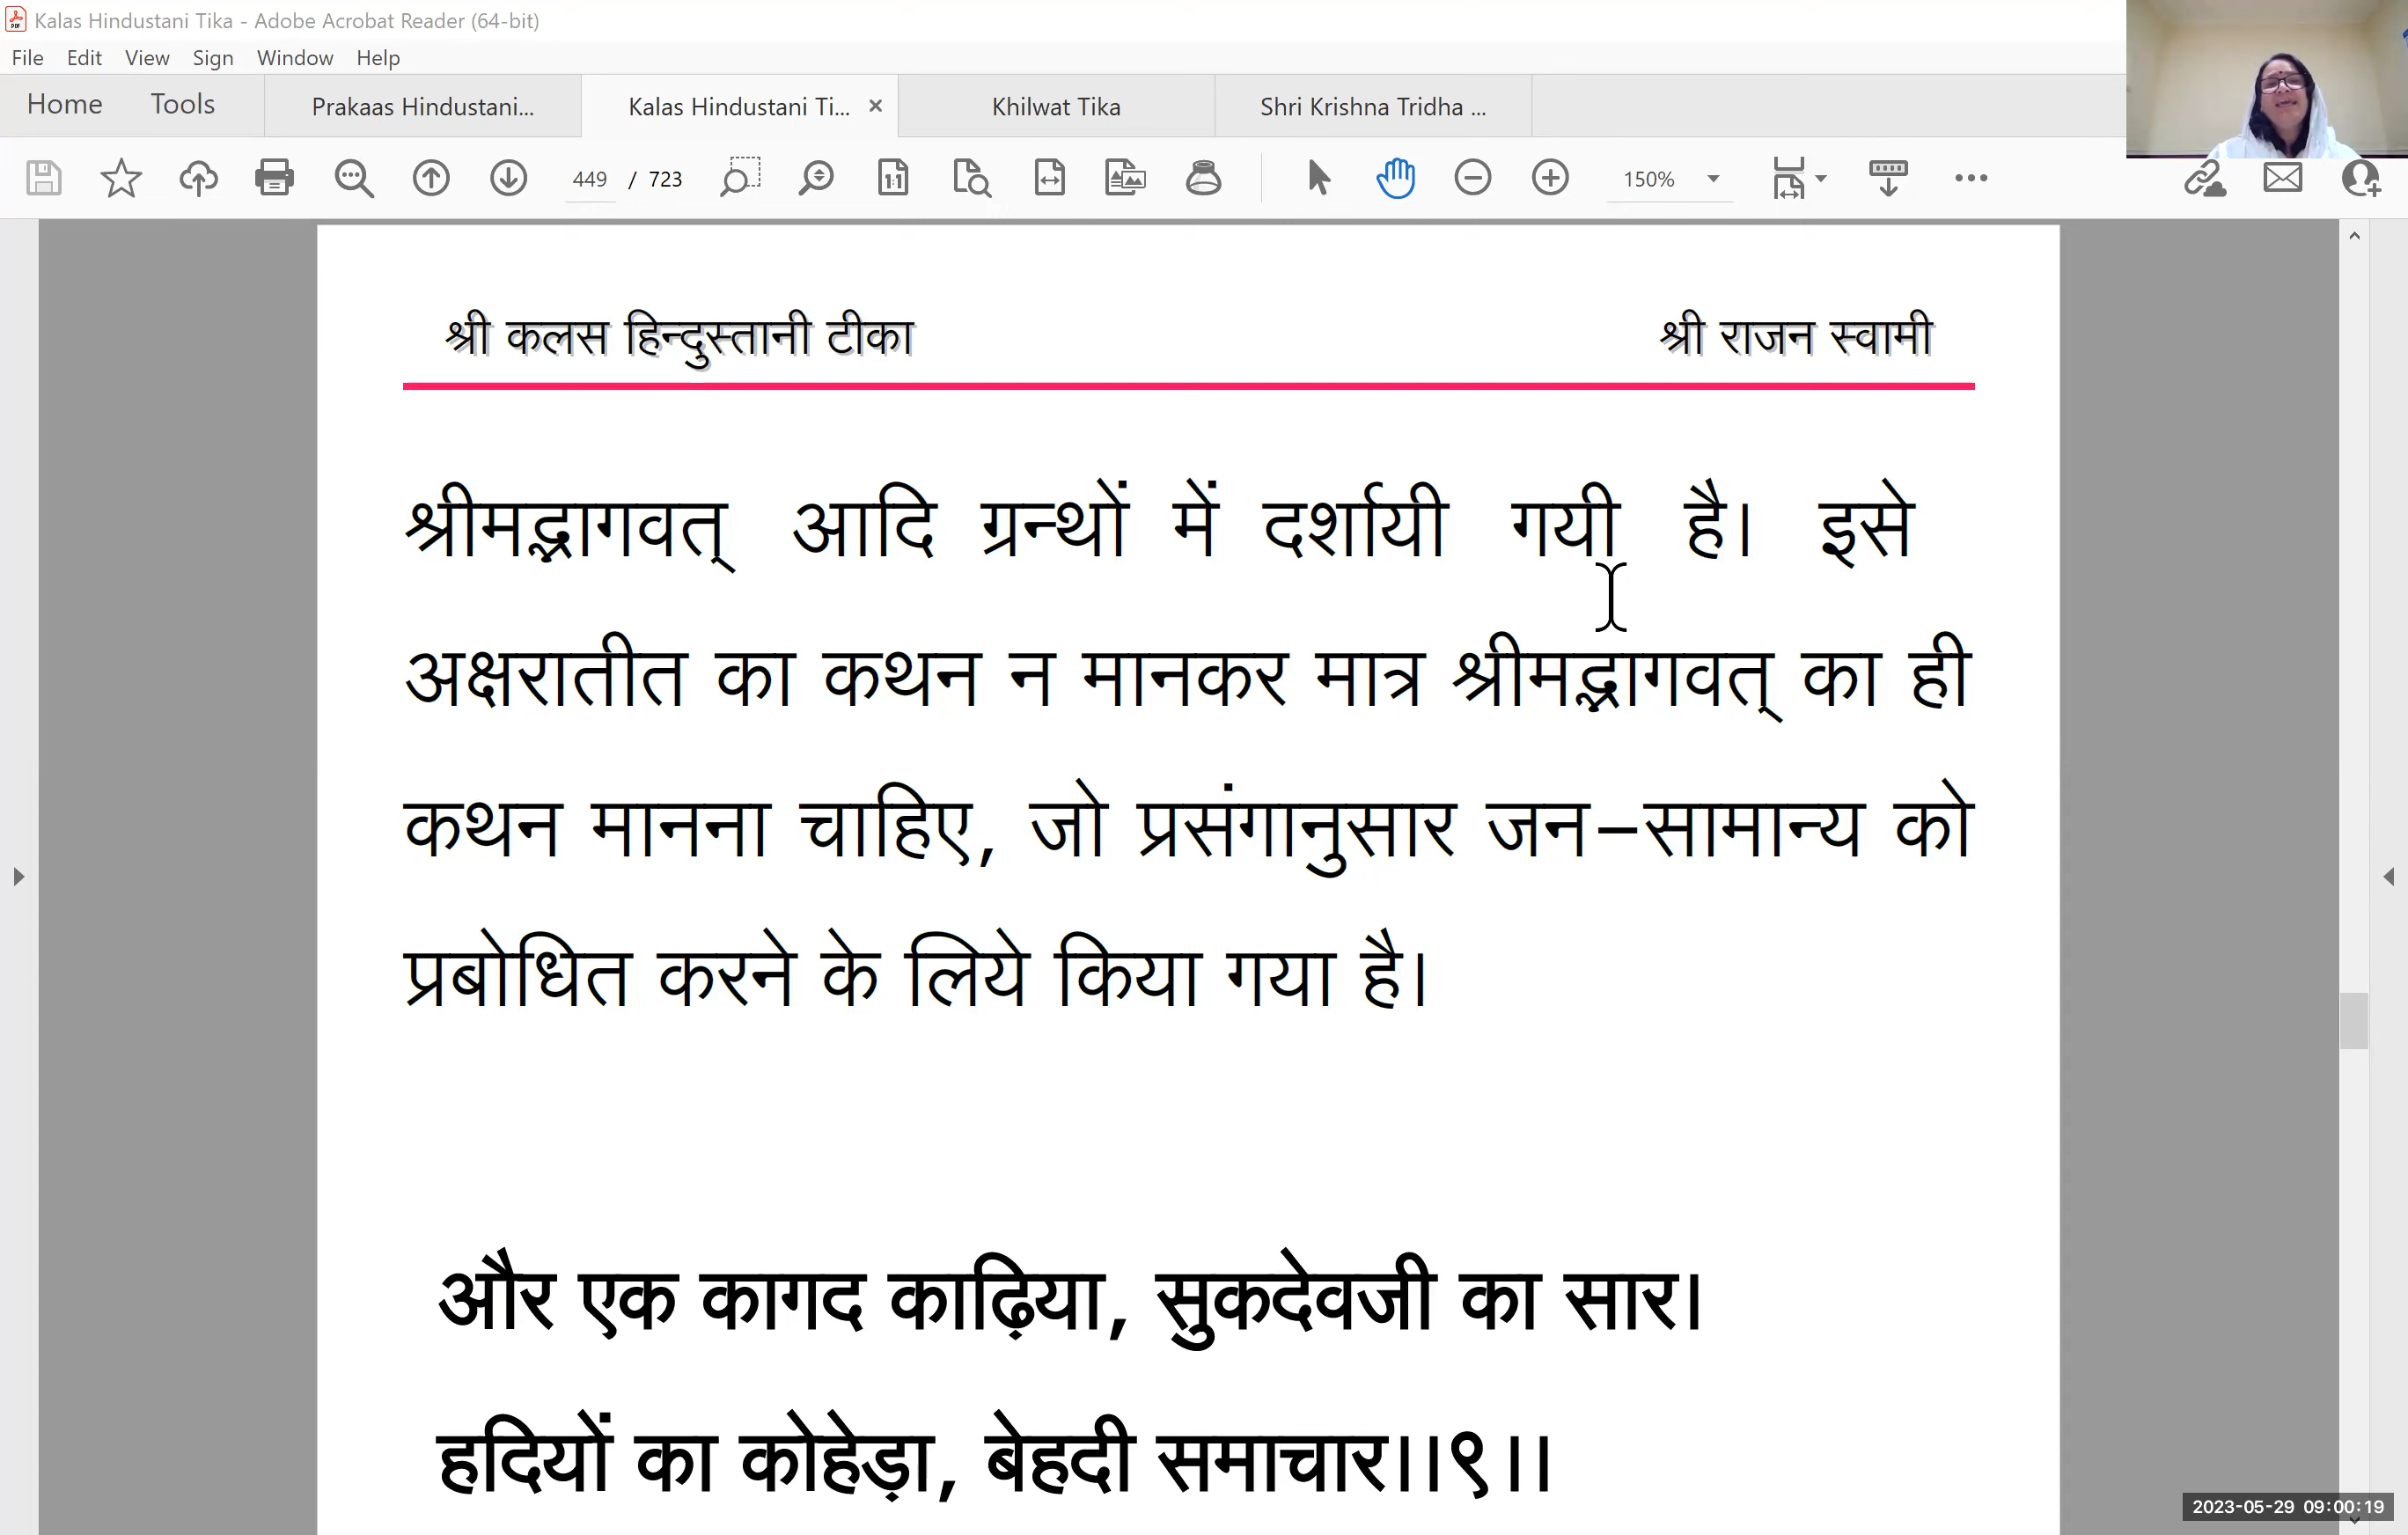 Kalas Hindustani Tika - Adobe Acrobat Reader (64-bit)
File Edit View Sign Window Help
Home Tools Prakaas Hindustani... Kalas Hindustani Ti... × Khilwat Tika Shri Krishna Tridha ...
449 / 723 150%
श्री कलस हिन्दुस्तानी टीका श्री राजन स्वामी
श्रीमद्भागवत् आदि ग्रन्थों में दर्शायी गयी है। इसे
अक्षरातीत का कथन न मानकर मात्र श्रीमद्भागवत् का ही
कथन मानना चाहिए, जो प्रसंगानुसार जन-सामान्य को
प्रबोधित करने के लिये किया गया है।
और एक कागद काढ़िया, सुकदेवजी का सार।
हदियों का कोहेड़ा, बेहदी समाचार।।९।।
2023-05-29 09:00:19